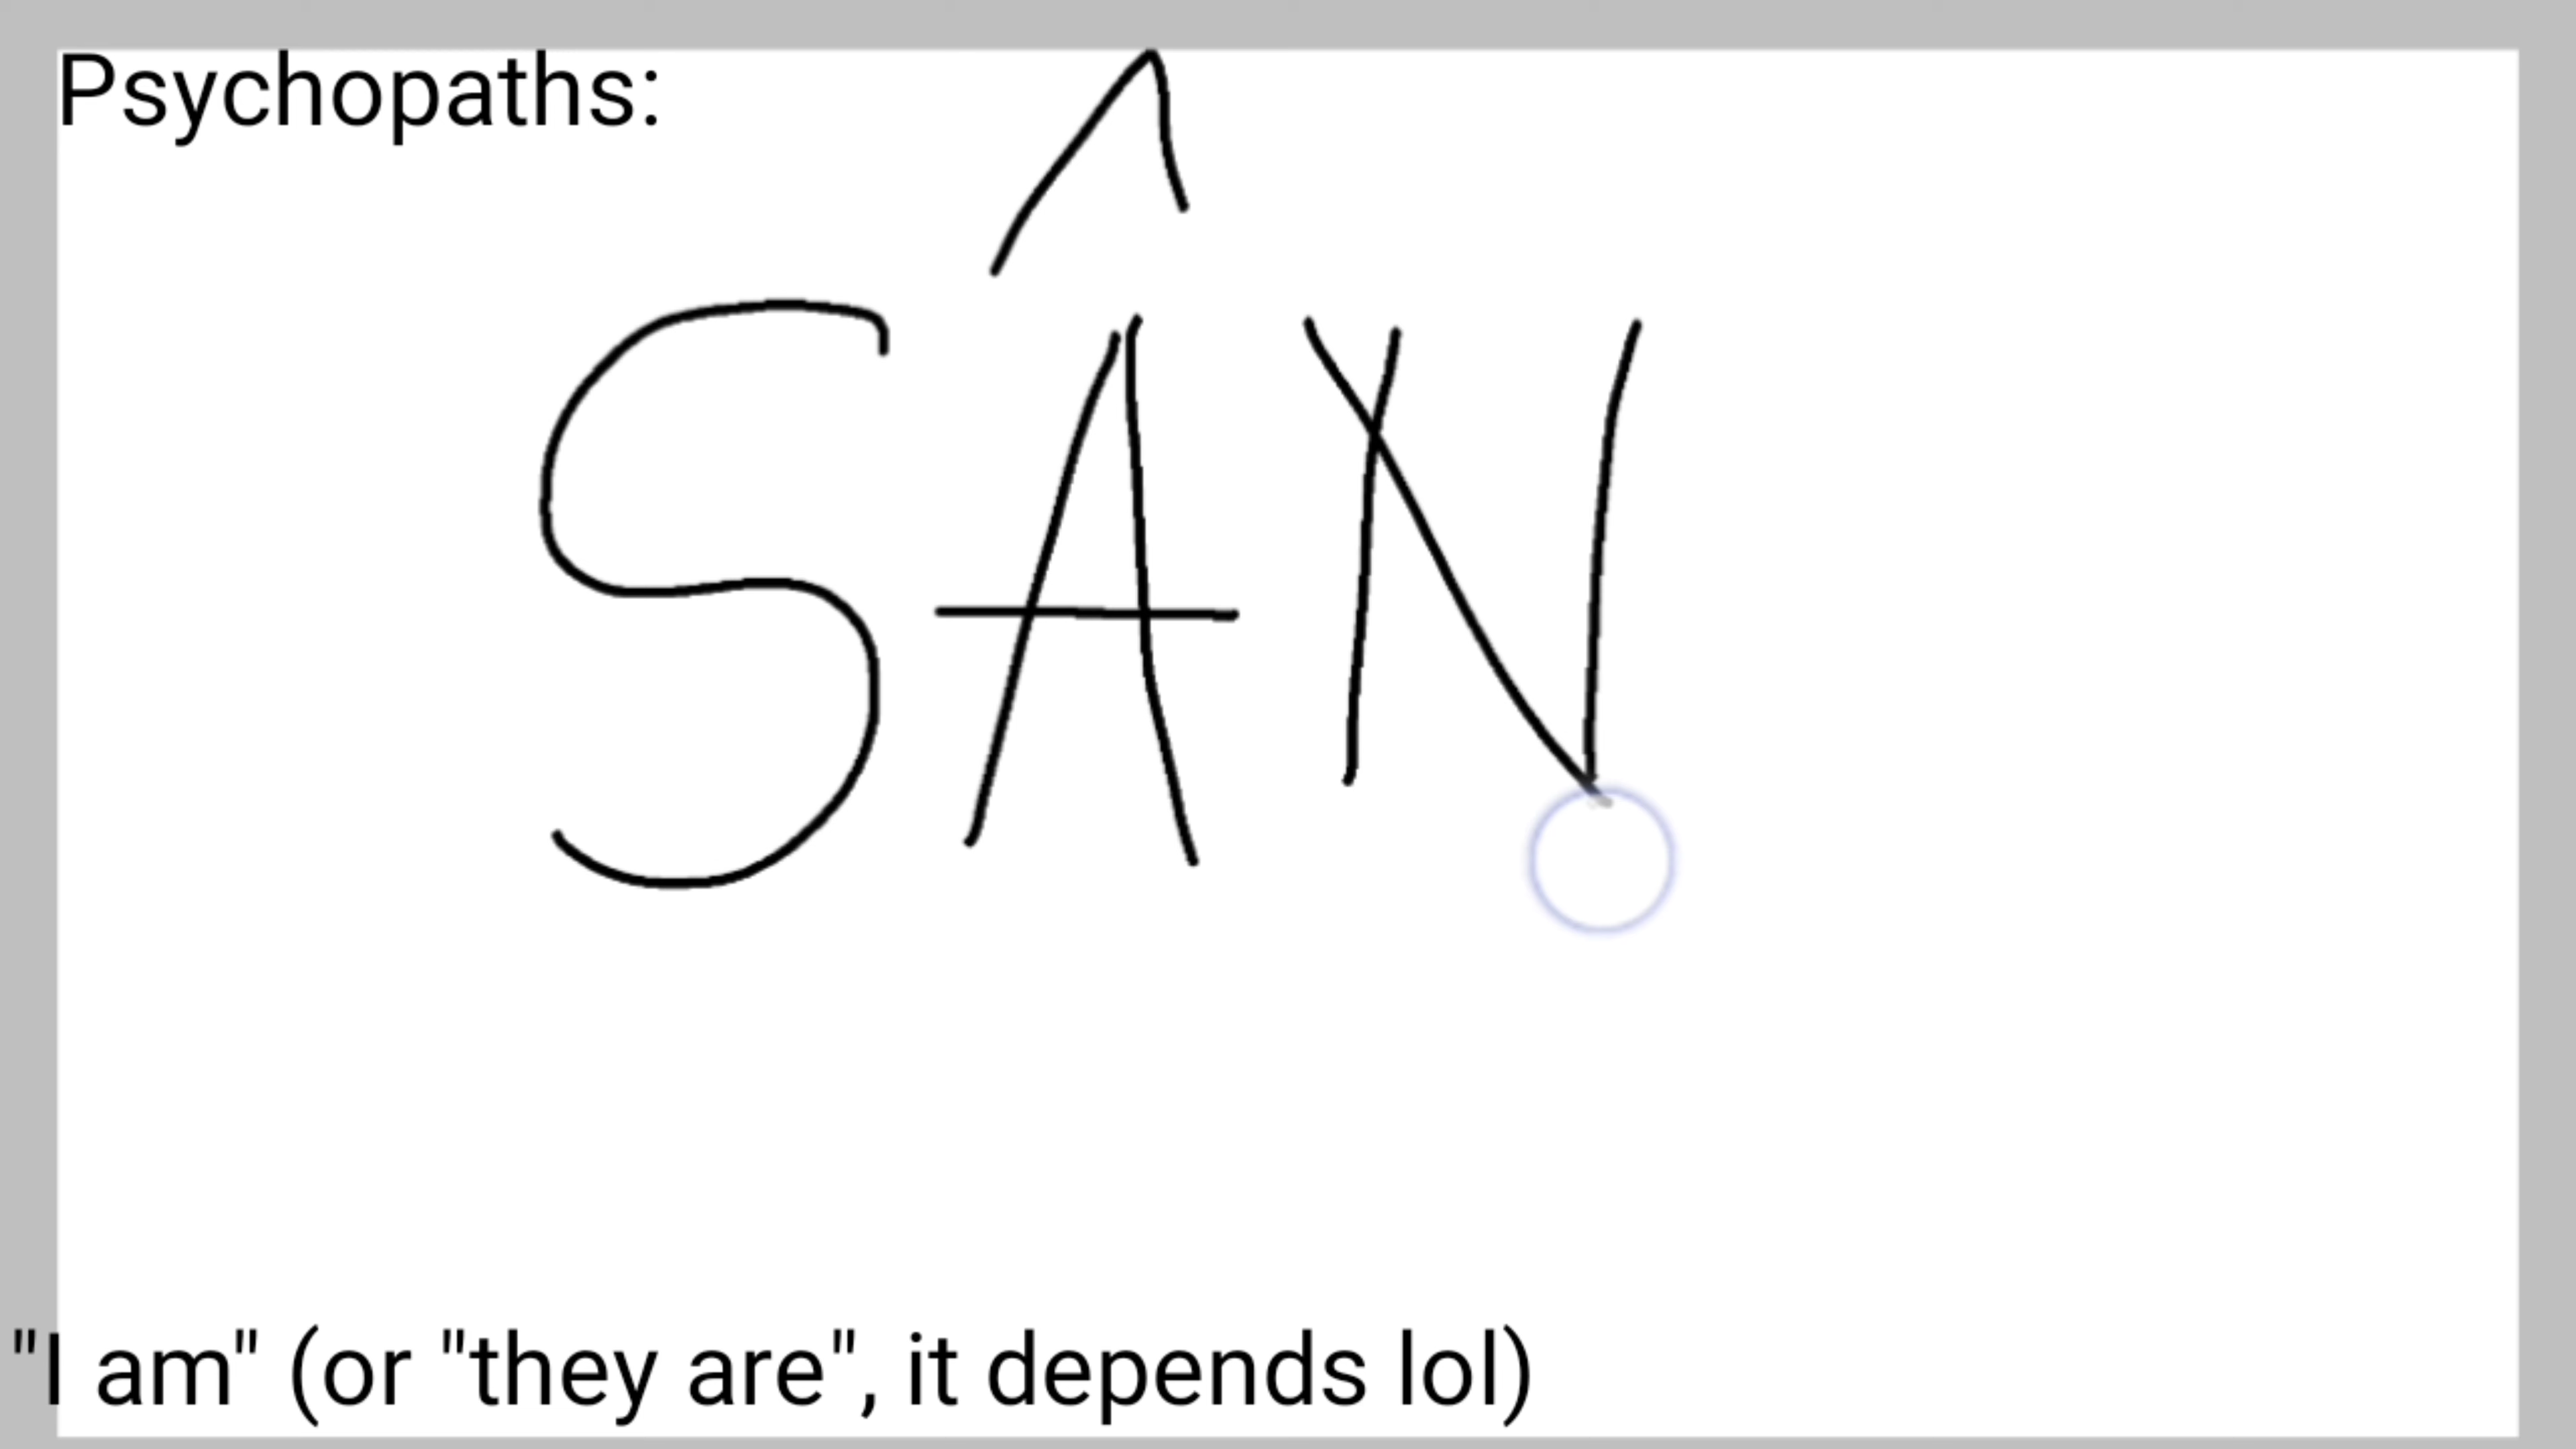 Psychopaths:
SÂN
"I am" (or "they are", it depends lol)